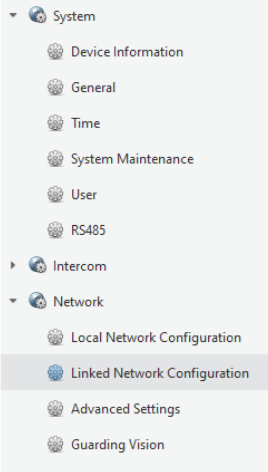 System
Device Information
General
Time
System Maintenance
User
RS485
Intercom
Network
Local Network Configuration
Linked Network Configuration
Advanced Settings
Guarding Vision